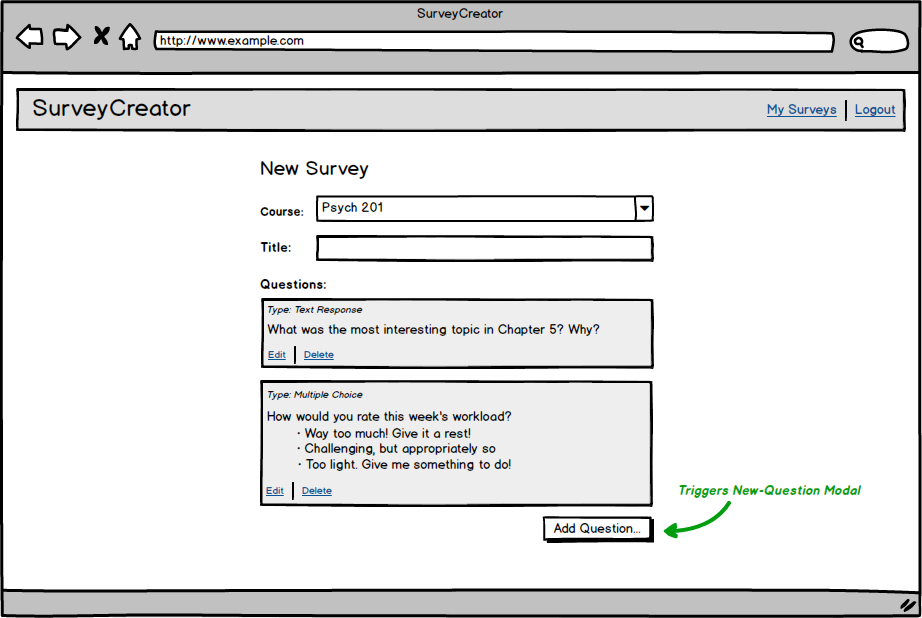 SurveyCreator
http://www.example.com
SurveyCreator
My Surveys
Logout
New Survey
Course: Psych 201
Title:
Questions:
Type: Text Response
What was the most interesting topic in Chapter 5? Why?
Edit Delete
Type: Multiple Choice
How would you rate this week's workload?
· Way too much! Give it a rest!
· Challenging, but appropriately so
· Too light. Give me something to do!
Edit Delete
Triggers New-Question Modal
Add Question...